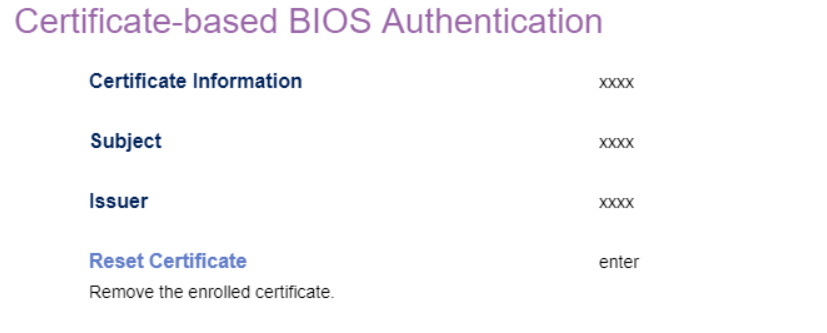 Certificate-based BIOS Authentication
Certificate Information xxxx
Subject xxxx
Issuer xxxx
Reset Certificate enter
Remove the enrolled certificate.